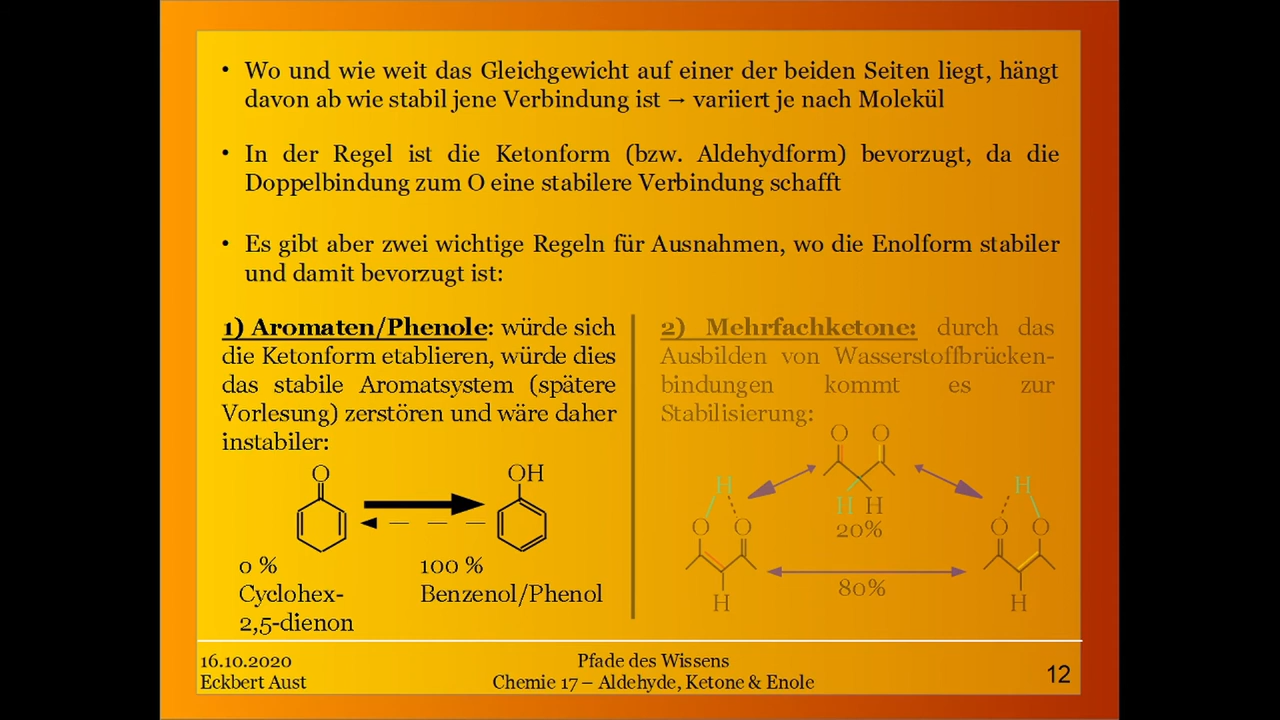 • Wo und wie weit das Gleichgewicht auf einer der beiden Seiten liegt, hängt
davon ab wie stabil jene Verbindung ist → variiert je nach Molekül
• In der Regel ist die Ketonform (bzw. Aldehydform) bevorzugt, da die
Doppelbindung zum O eine stabilere Verbindung schafft
• Es gibt aber zwei wichtige Regeln für Ausnahmen, wo die Enolform stabiler
und damit bevorzugt ist:
1) Aromaten/Phenole: würde sich
die Ketonform etablieren, würde dies
das stabile Aromatsystem (spätere
Vorlesung) zerstören und wäre daher
instabiler:
O
OH
0 %
100 %
Cyclohex-
Benzenol/Phenol
2,5-dienon
2) Mehrfachketone: durch das
Ausbilden von Wasserstoffbrücken-
bindungen kommt es zur
Stabilisierung:
O O
H
H
H H
20%
O O
O O
80%
H
H
16.10.2020
Eckbert Aust
Pfade des Wissens
Chemie 17 – Aldehyde, Ketone & Enole
12